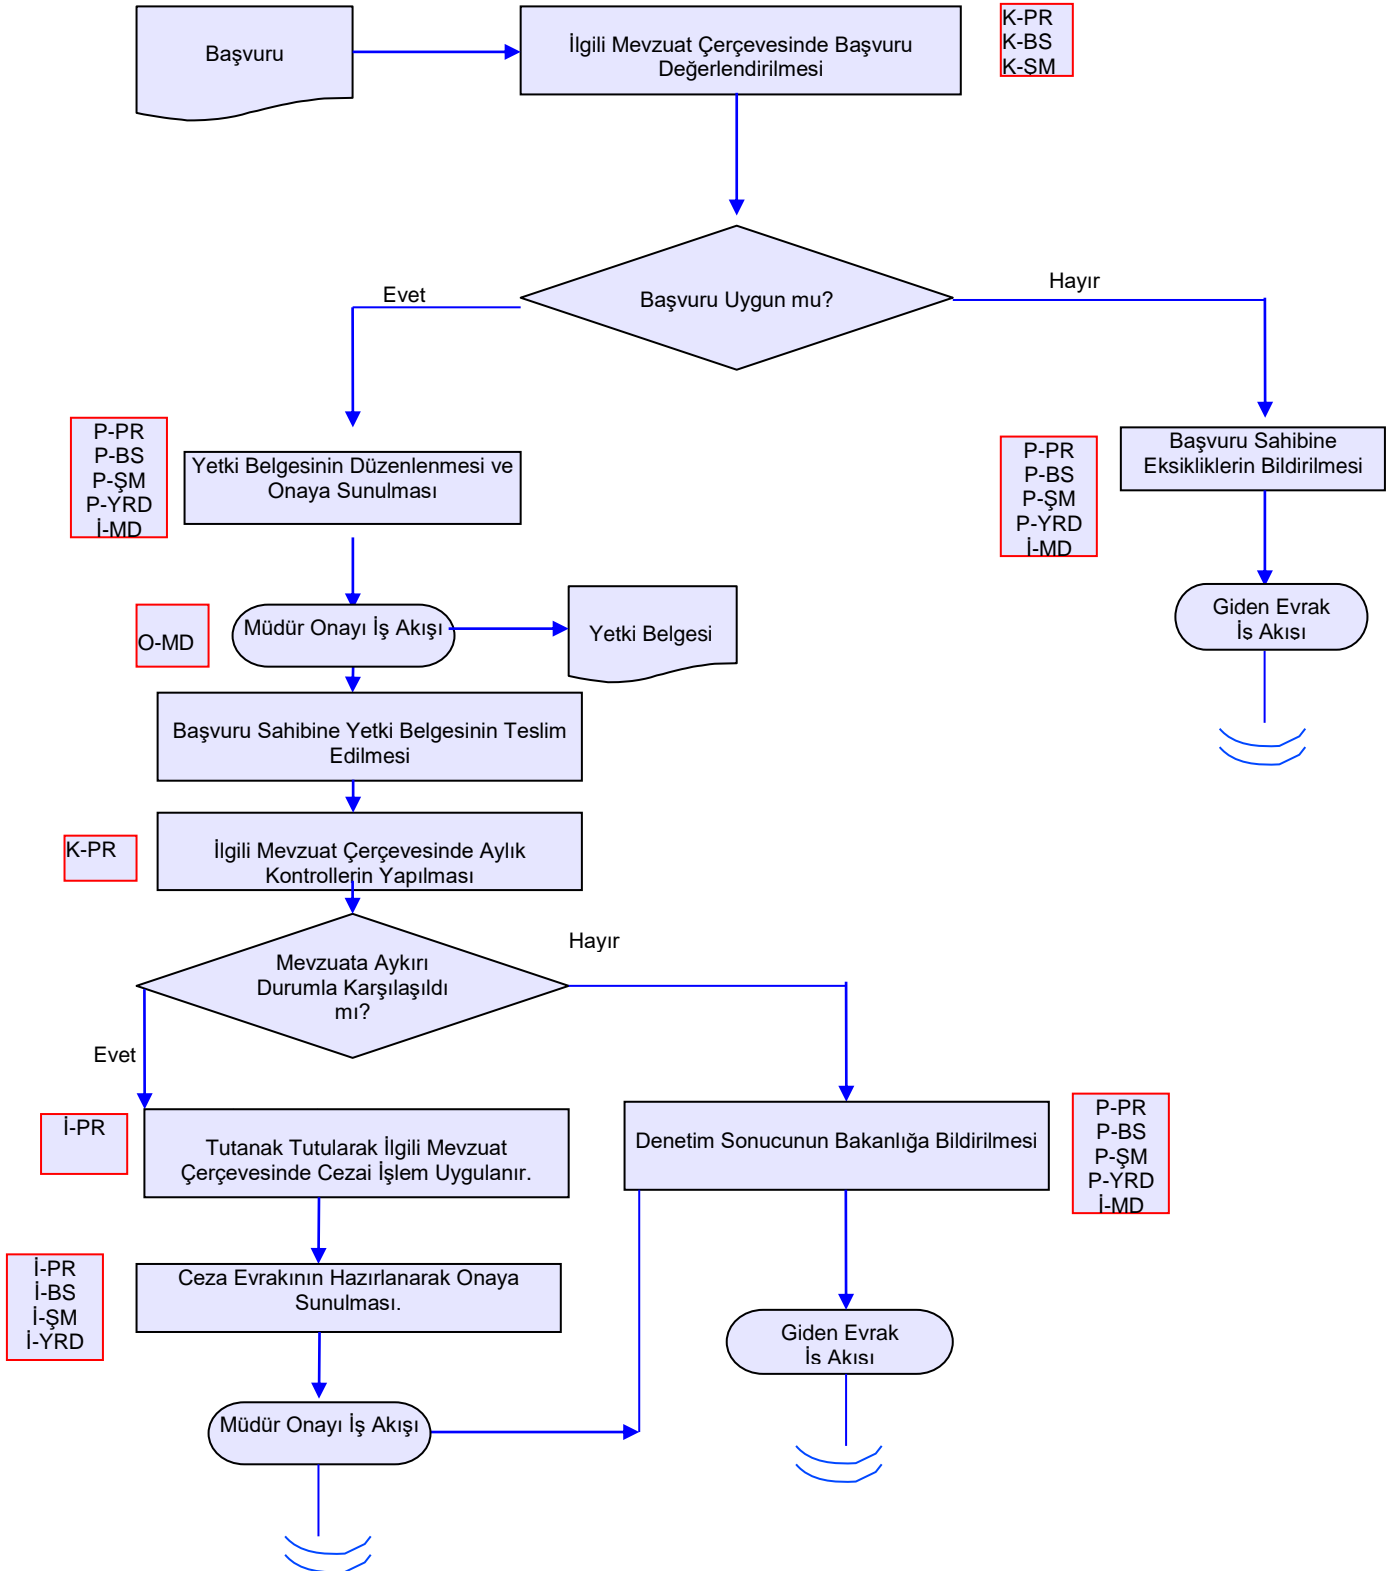 Başvuru
İlgili Mevzuat Çerçevesinde Başvuru
Değerlendirilmesi
K-PR
K-BS
K-ŞM
Başvuru Uygun mu?
Evet
Hayır
P-PR
P-BS
P-ŞM
P-YRD
İ-MD
Yetki Belgesinin Düzenlenmesi ve
Onaya Sunulması
P-PR
P-BS
P-ŞM
P-YRD
İ-MD
Başvuru Sahibine
Eksikliklerin Bildirilmesi
O-MD
Müdür Onayı İş Akışı
Yetki Belgesi
Giden Evrak
İş Akışı
Başvuru Sahibine Yetki Belgesinin Teslim
Edilmesi
K-PR
İlgili Mevzuat Çerçevesinde Aylık
Kontrollerin Yapılması
Mevzuata Aykırı
Durumla Karşılaşıldı
mı?
Hayır
Evet
İ-PR
Tutanak Tutularak İlgili Mevzuat
Çerçevesinde Cezai İşlem Uygulanır.
Denetim Sonucunun Bakanlığa Bildirilmesi
P-PR
P-BS
P-ŞM
P-YRD
İ-MD
İ-PR
İ-BS
İ-ŞM
İ-YRD
Ceza Evrakının Hazırlanarak Onaya
Sunulması.
Giden Evrak
İş Akışı
Müdür Onayı İş Akışı